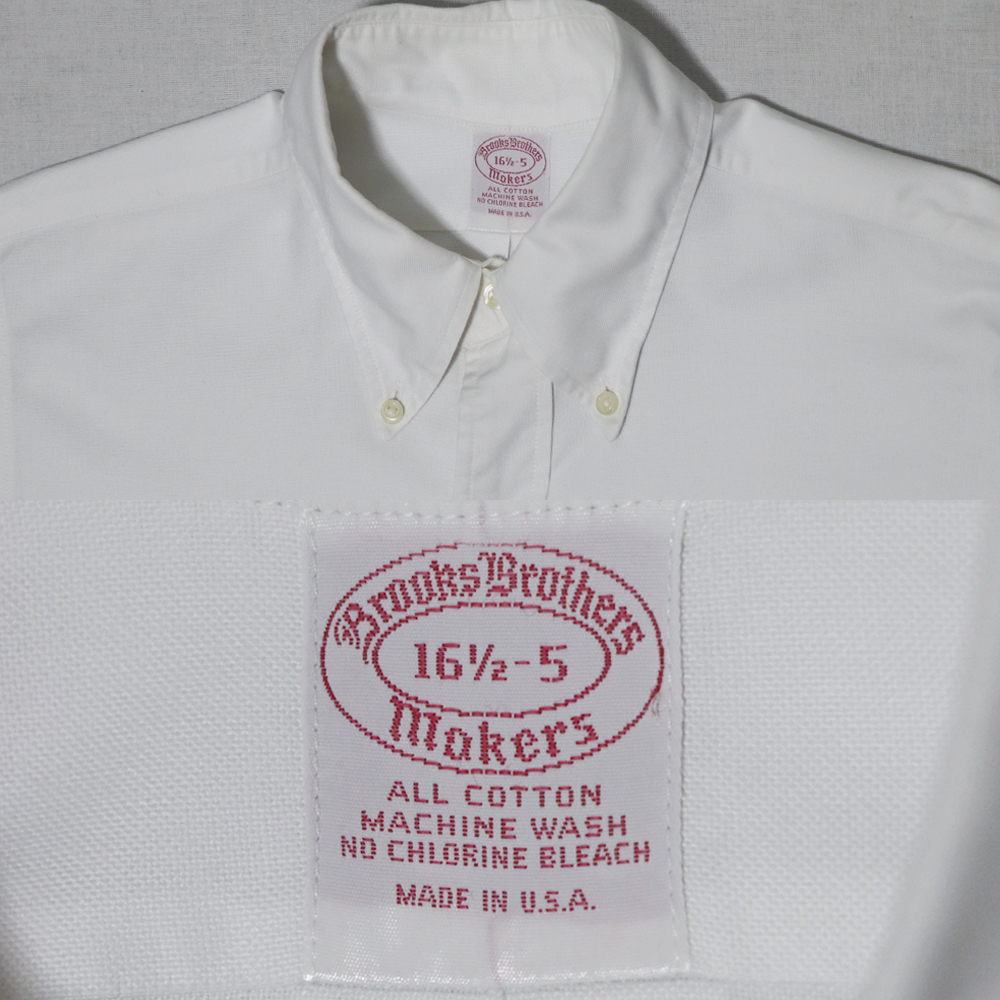 Brooks Brothers
16½-5
Makers
ALL COTTON
MACHINE WASH
NO CHLORINE BLEACH
MADE IN U.S.A.
Brooks Brothers
16½-5
Makers
ALL COTTON
MACHINE WASH
NO CHLORINE BLEACH
MADE IN U.S.A.